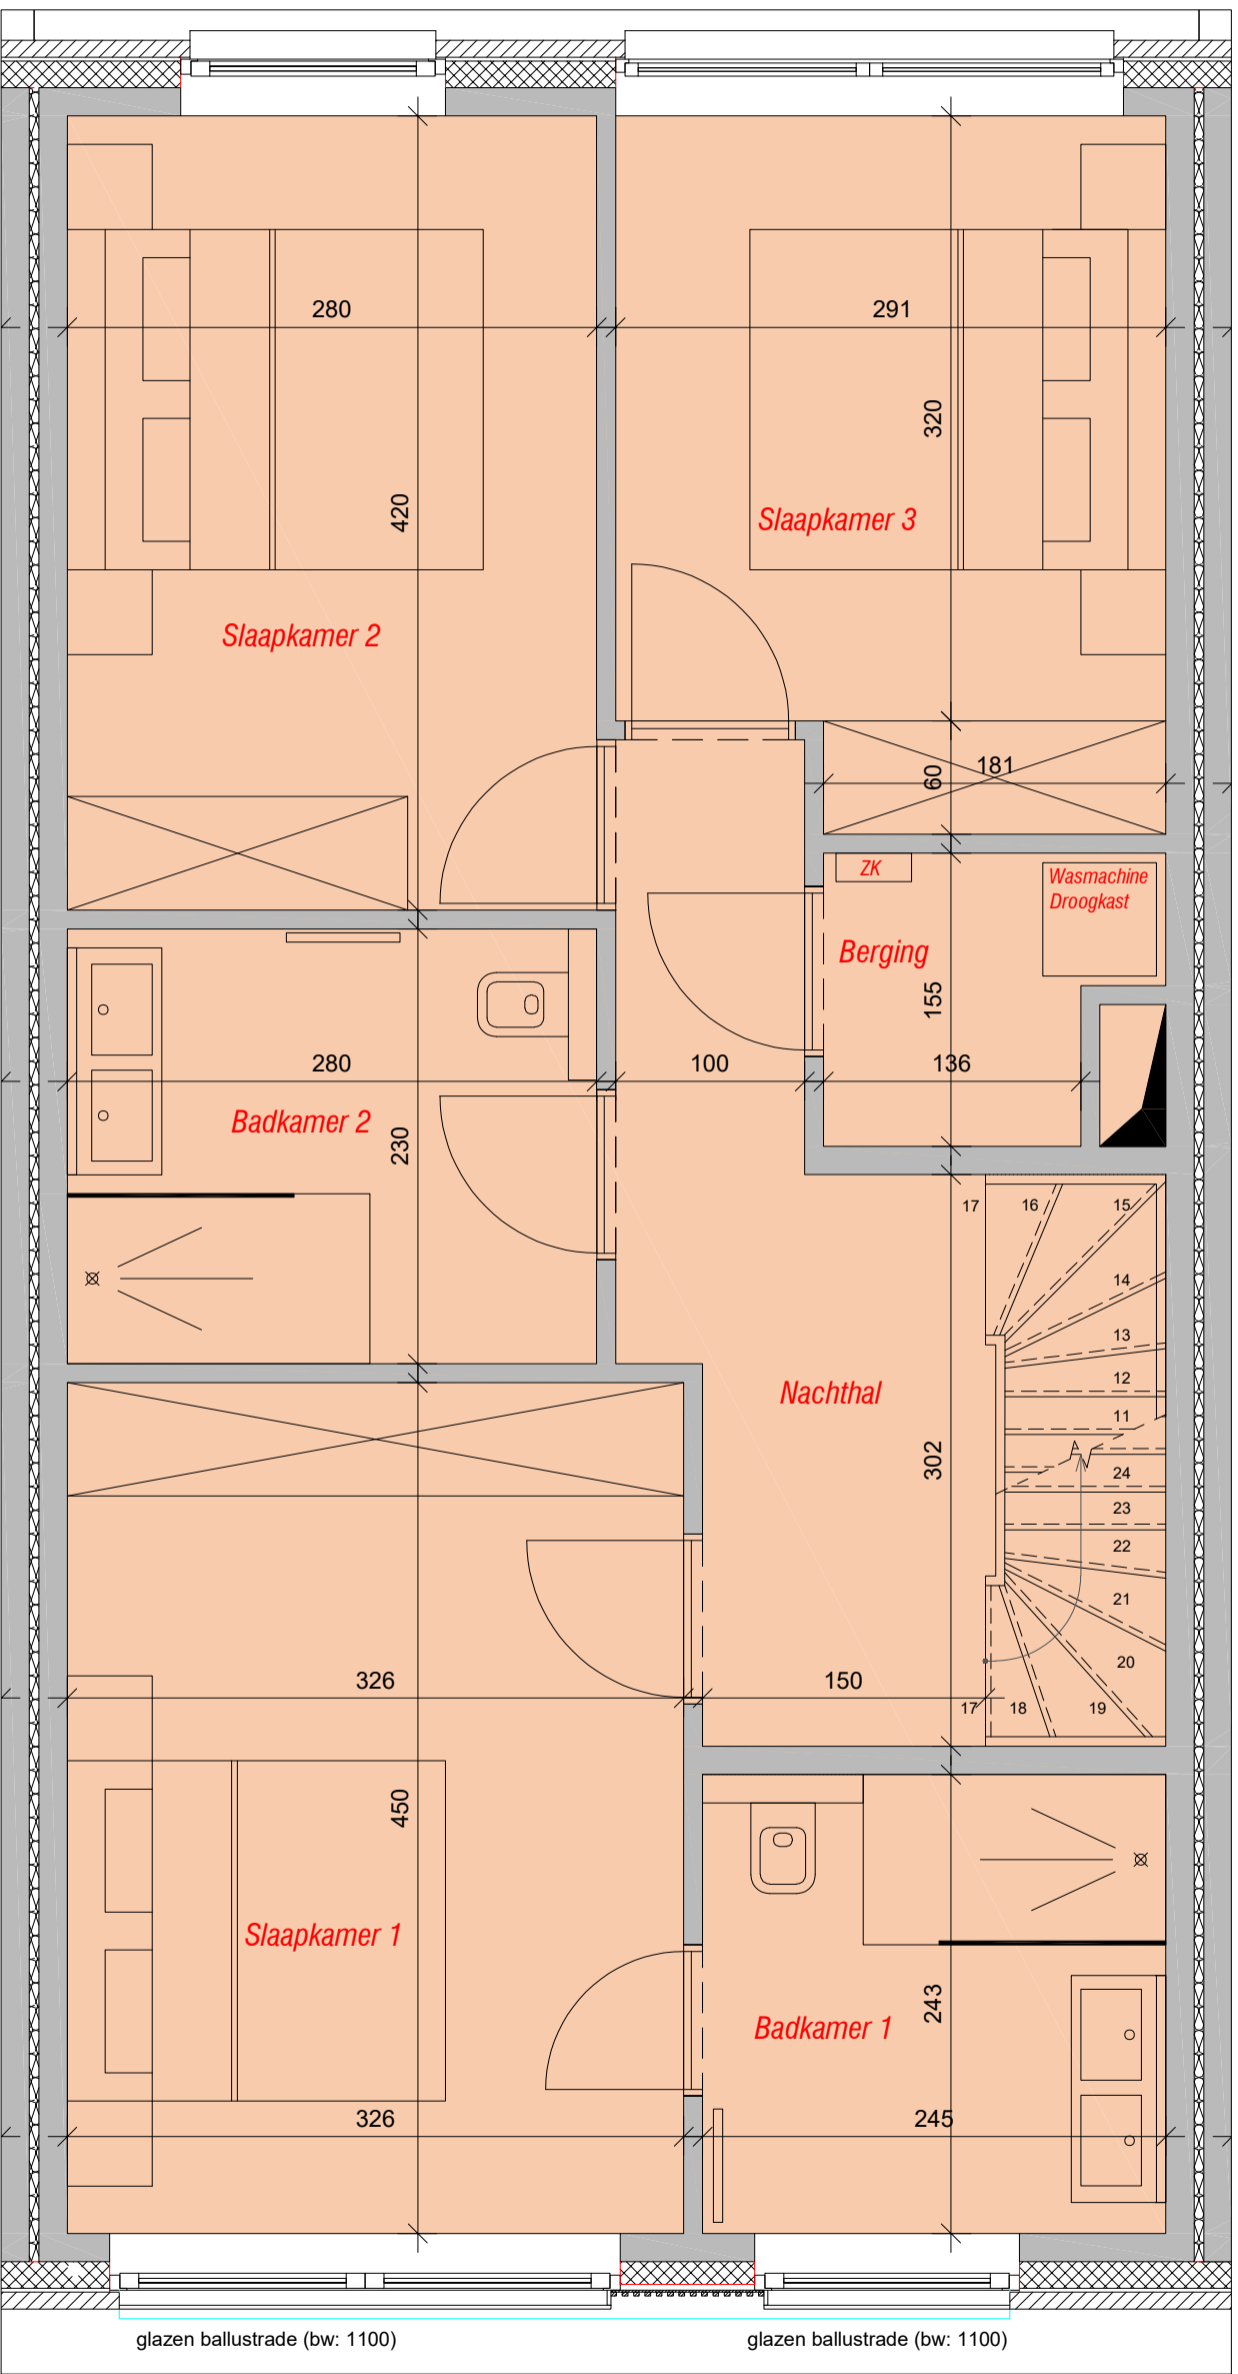 280
291
320
Slaapkamer 3
420
Slaapkamer 2
60
181
ZK
Wasmachine
Droogkast
Berging
155
280
100
136
Badkamer 2
230
17
16
15
14
13
12
11
Nachthal
302
24
23
22
21
20
326
150
17
18
19
450
Slaapkamer 1
243
Badkamer 1
326
245
glazen ballustrade (bw: 1100)
glazen ballustrade (bw: 1100)